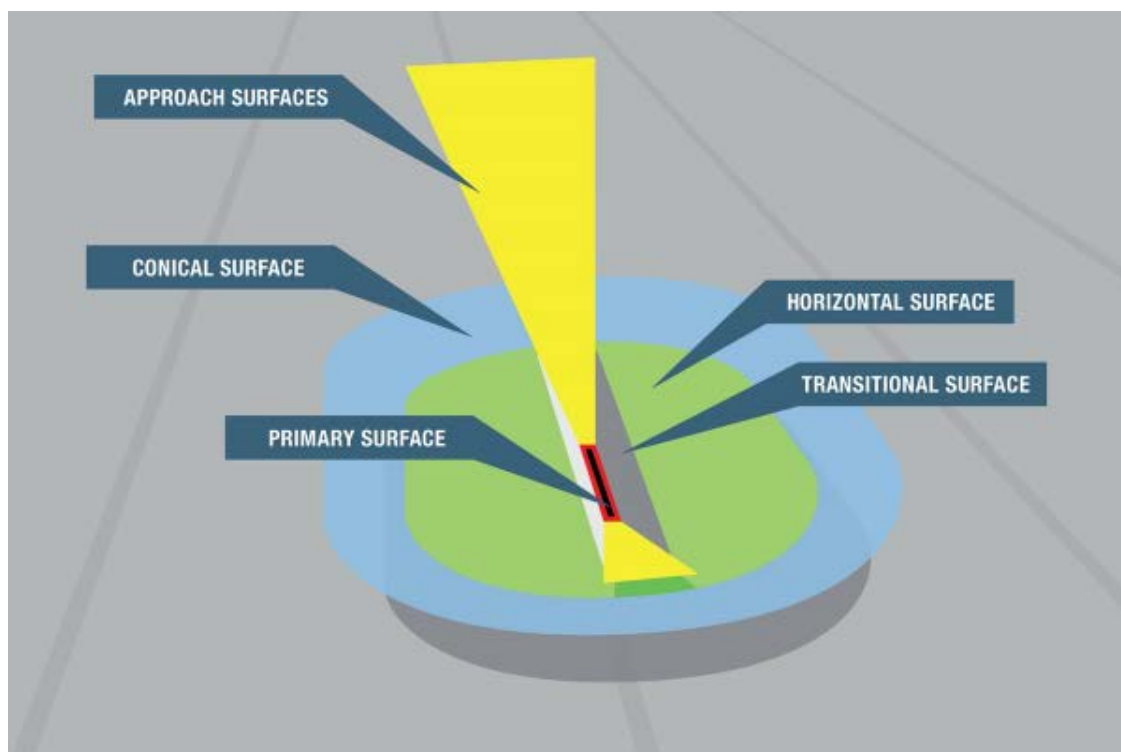 APPROACH SURFACES
CONICAL SURFACE
HORIZONTAL SURFACE
TRANSITIONAL SURFACE
PRIMARY SURFACE